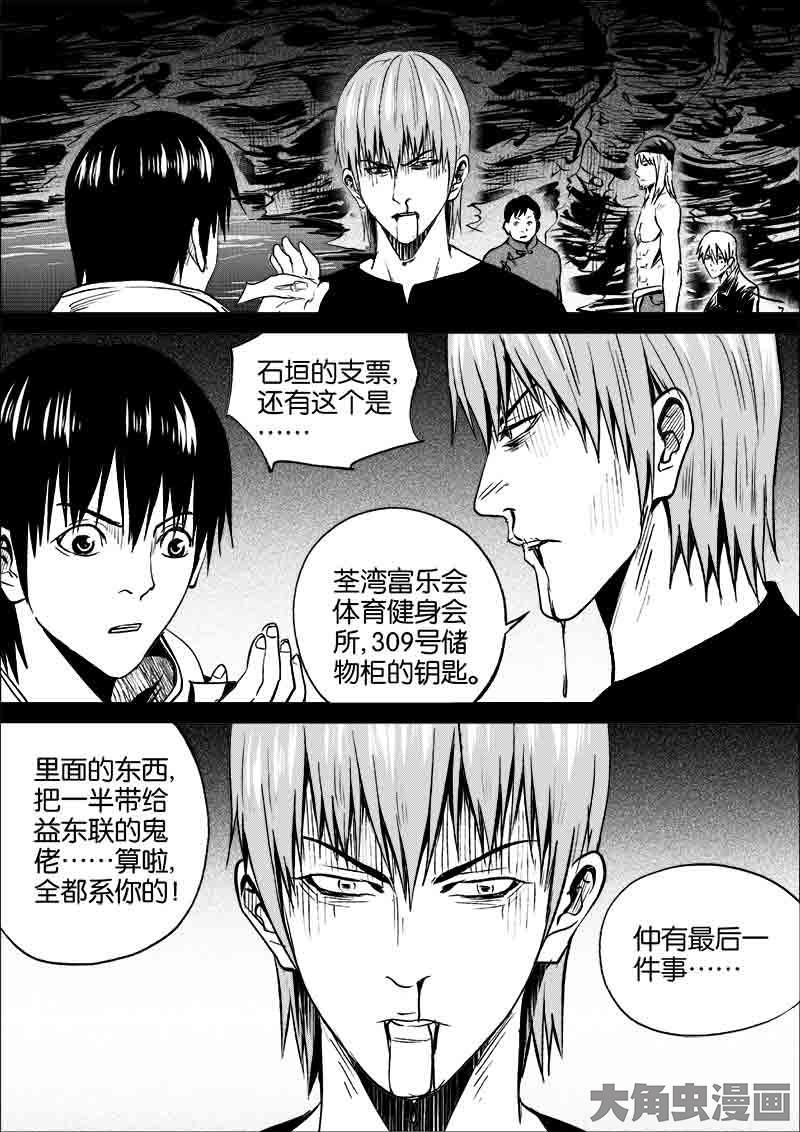 石垣的支票,
还有这个是
……
荃湾富乐会
体育健身会
所,309号储
物柜的钥匙。
里面的东西,
把一半带给
益东联的鬼
佬……算啦,
全都系你的!
仲有最后一
件事……
大角虫漫画